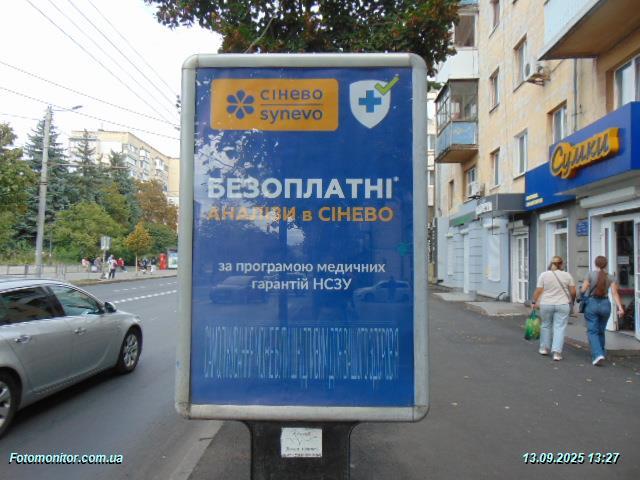 сінево
synevo
БЕЗОПЛАТНІ*
АНАЛІЗИ в СІНЕВО
за програмою медичних
гарантій НСЗУ
Сумки
Fotomonitor.com.ua
13.09.2025 13:27